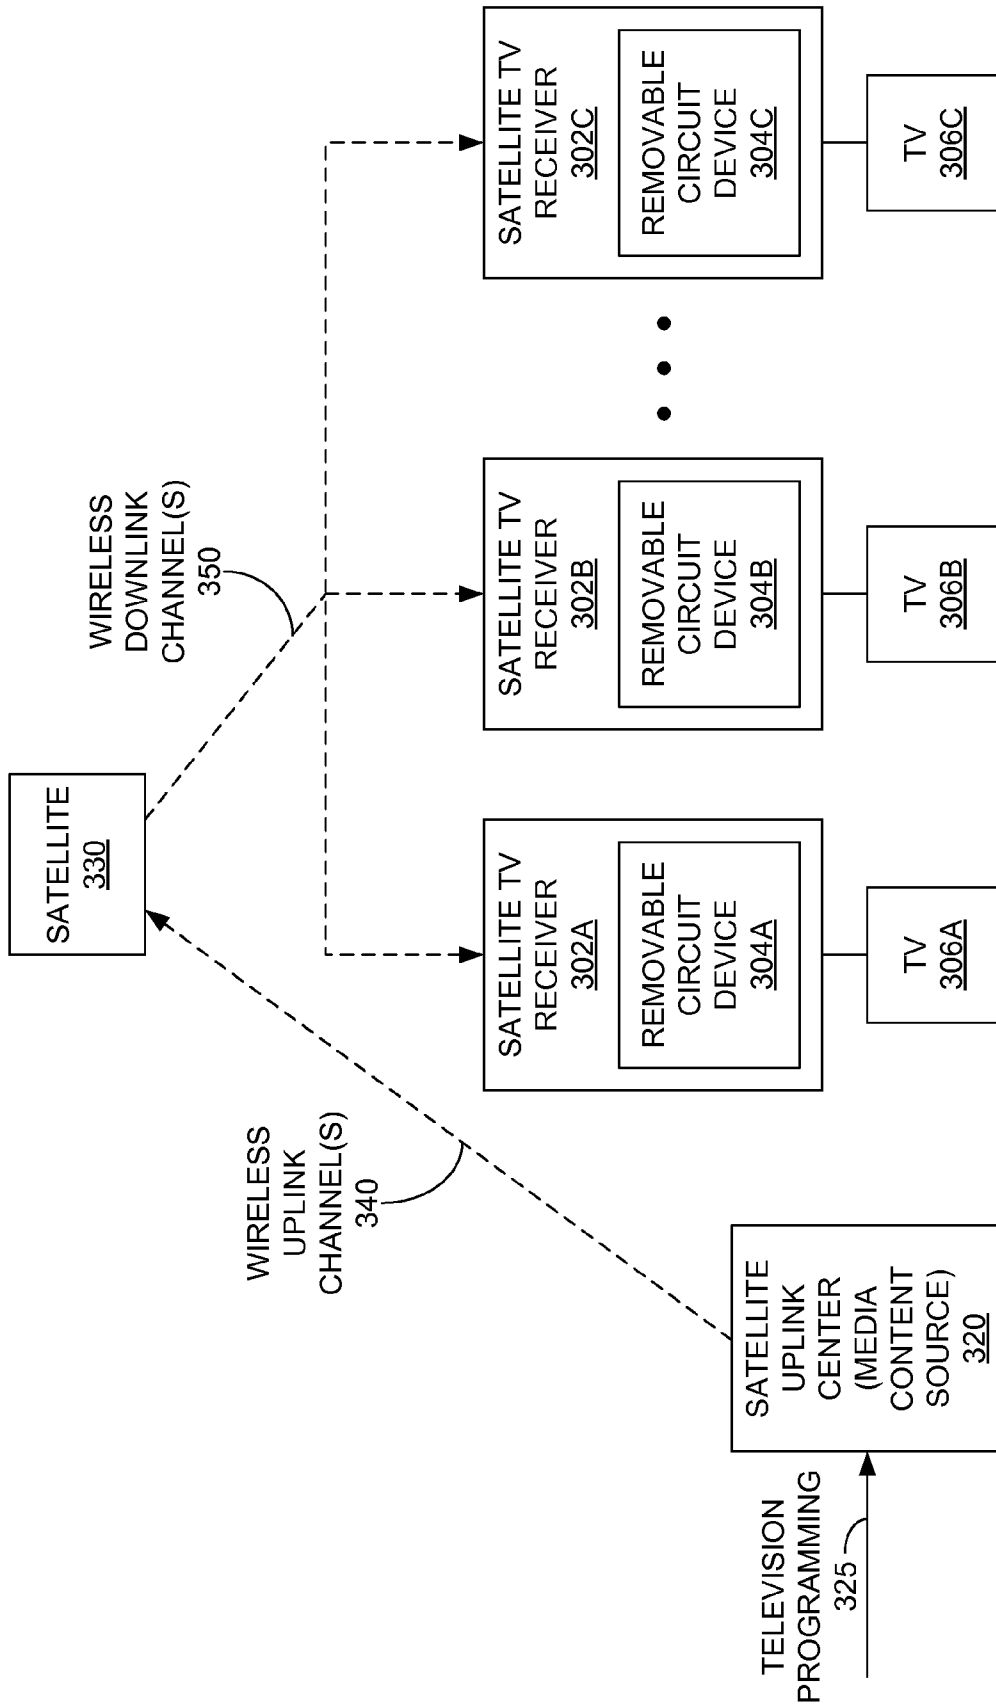 SATELLITE
330
WIRELESS
DOWNLINK
CHANNEL(S)
350
WIRELESS
UPLINK
CHANNEL(S)
340
SATELLITE TV
RECEIVER
302A
REMOVABLE
CIRCUIT
DEVICE
304A
TV
306A
SATELLITE TV
RECEIVER
302B
REMOVABLE
CIRCUIT
DEVICE
304B
TV
306B
SATELLITE TV
RECEIVER
302C
REMOVABLE
CIRCUIT
DEVICE
304C
TV
306C
TELEVISION
PROGRAMMING
325
SATELLITE
UPLINK
CENTER
(MEDIA
CONTENT
SOURCE)
320